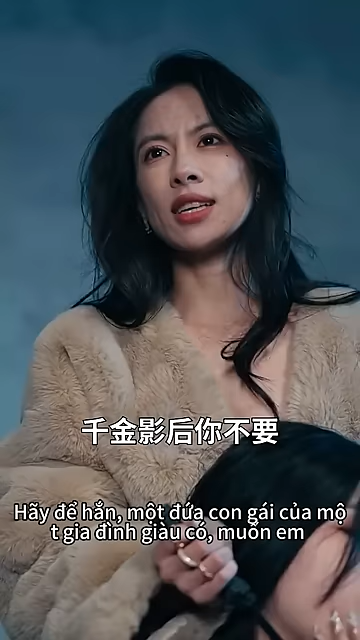 千金影后你不要
Hãy để hắn, một đứa con gái của mộ
t gia đình giàu có, muốn em